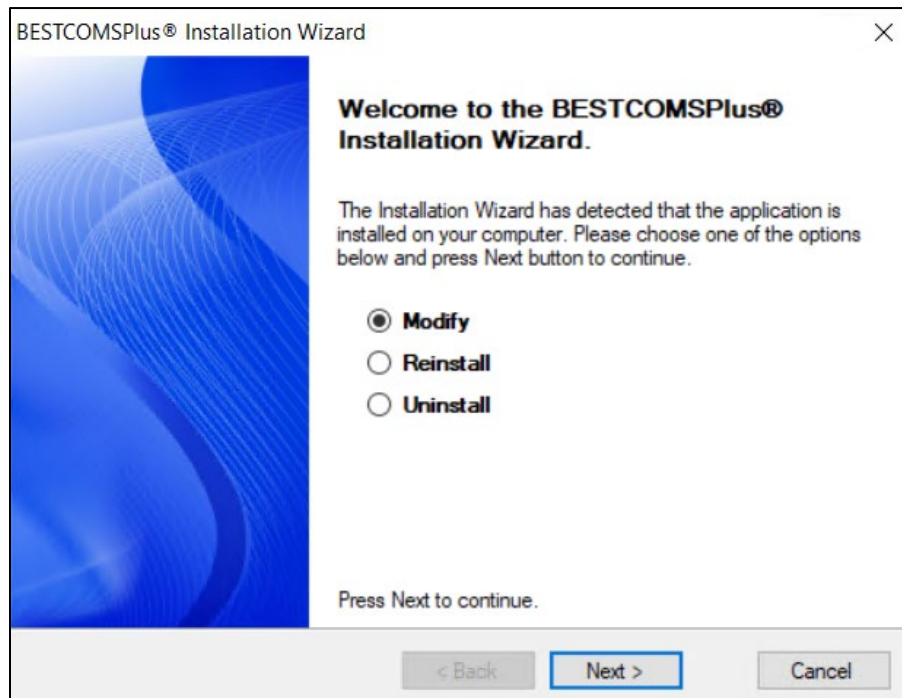 BESTCOMSPlus® Installation Wizard
Welcome to the BESTCOMSPlus®
Installation Wizard.
The Installation Wizard has detected that the application is
installed on your computer. Please choose one of the options
below and press Next button to continue.
Modify
Reinstall
Uninstall
Press Next to continue.
< Back
Next >
Cancel